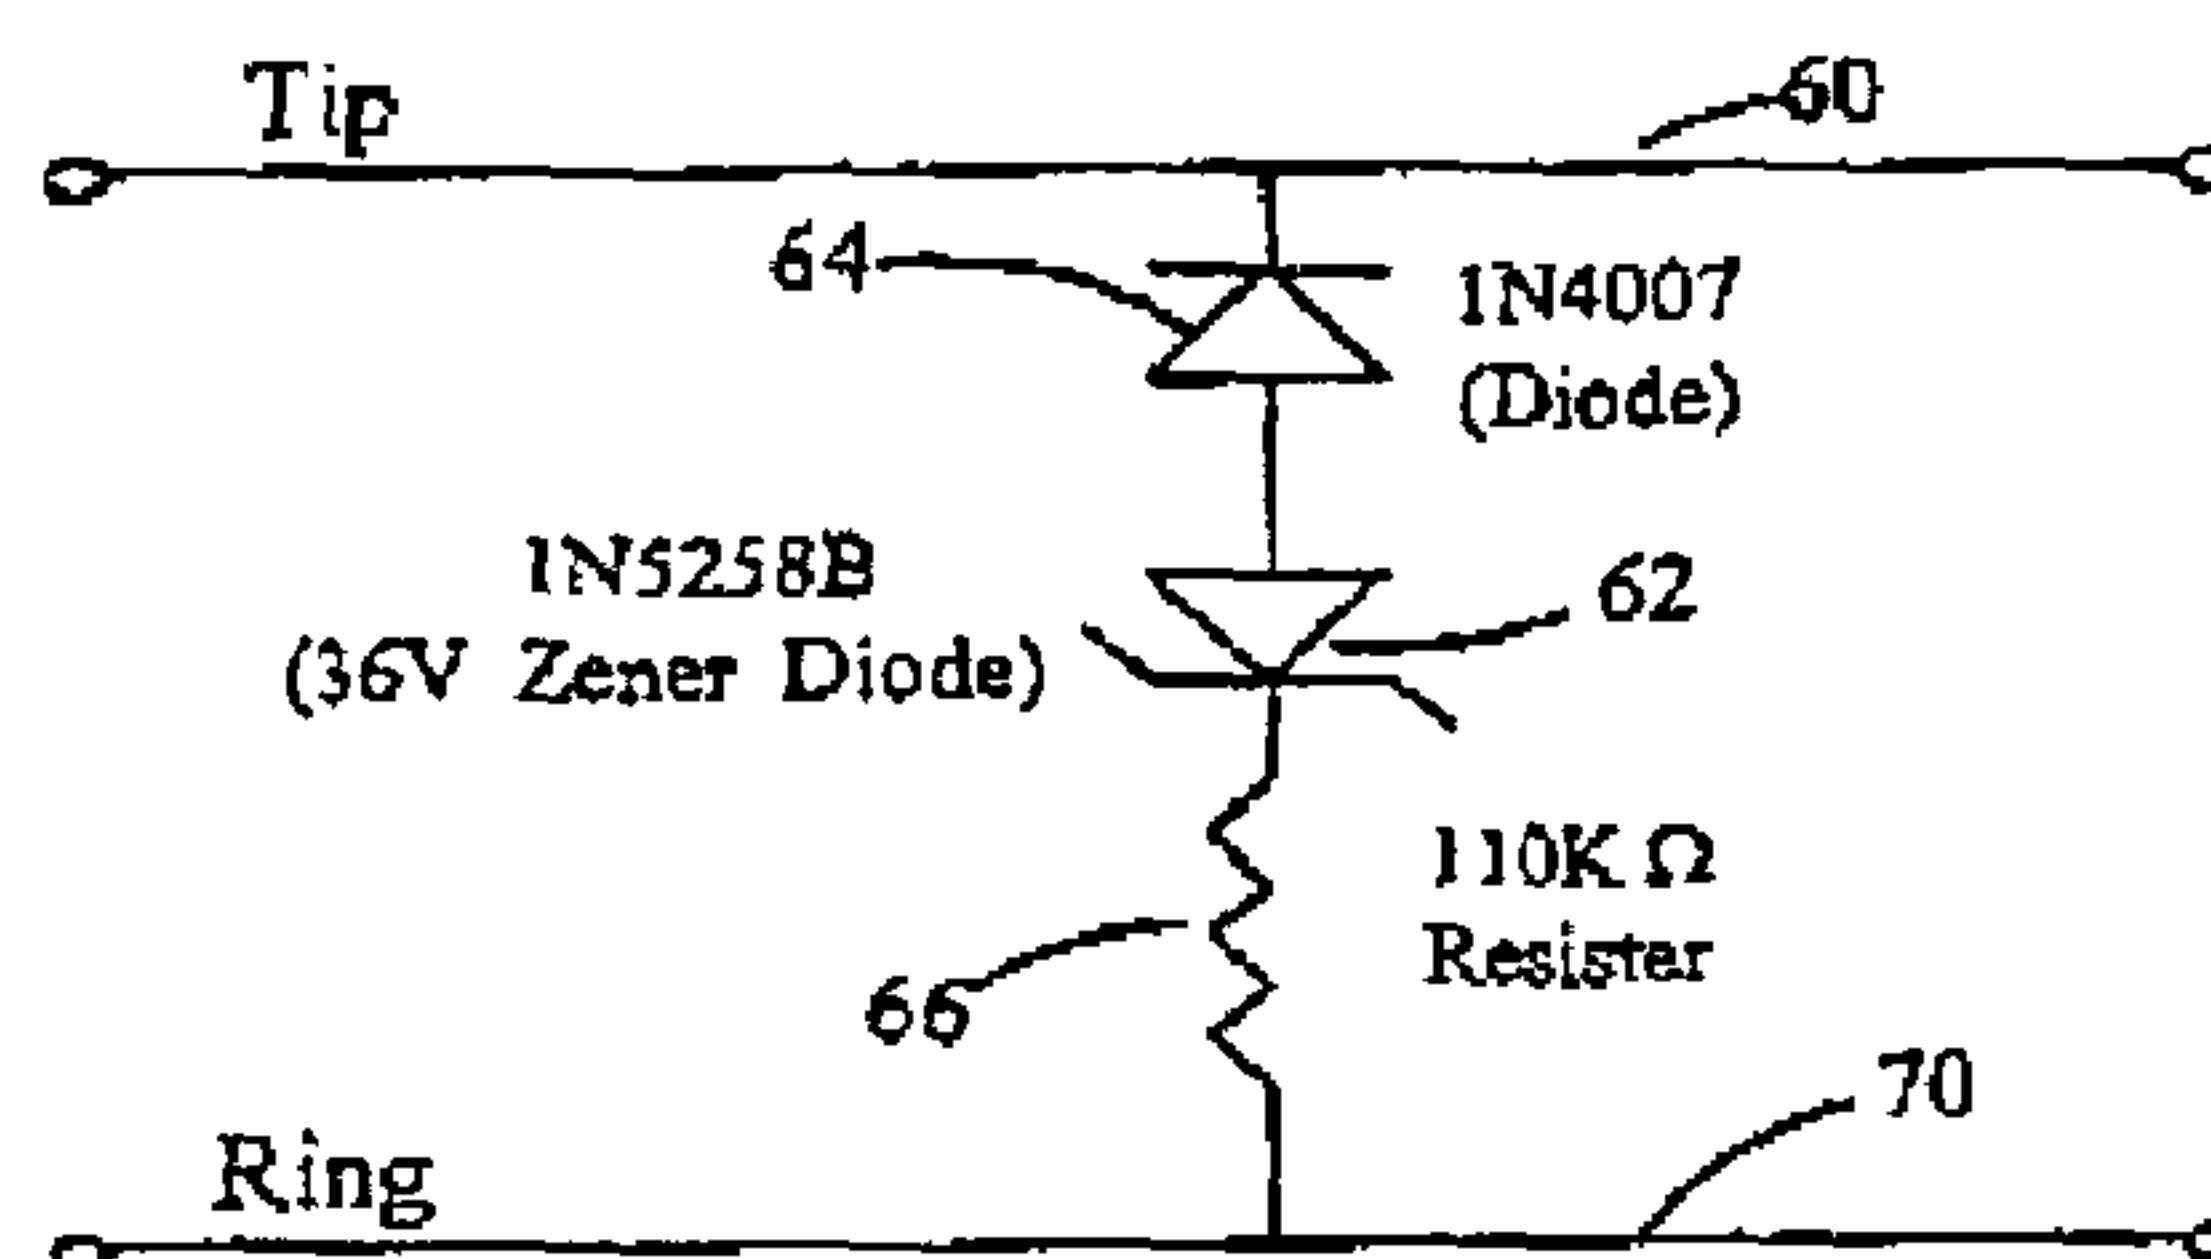 Tip
60
64
1N4007
(Diode)
1N5258B
(36V Zener Diode)
62
110K Ω
Resister
66
70
Ring